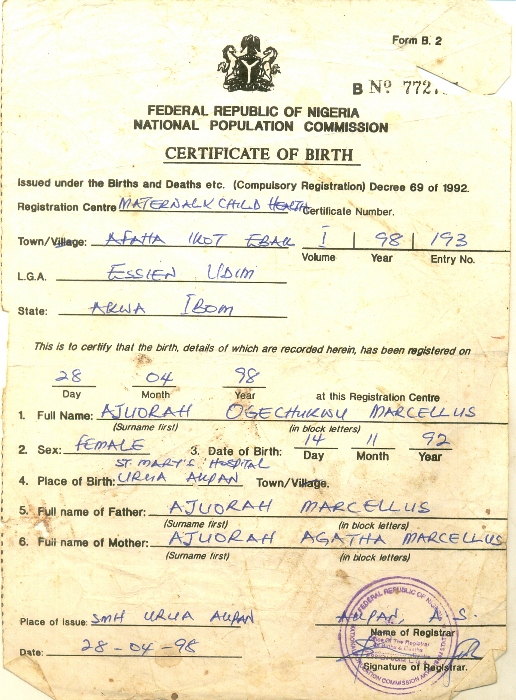 Form B. 2
B Nº 772
FEDERAL REPUBLIC OF NIGERIA
NATIONAL POPULATION COMMISSION
CERTIFICATE OF BIRTH
Issued under the Births and Deaths etc. (Compulsory Registration) Decree 69 of 1992.
Registration Centre MATERNAL & CHILD HEALTH Certificate Number.
Town/Village: AFAHA IKOT EBAK I 98 193
Volume Year Entry No.
L.G.A. ESSIEN UDIM
State: AKWA IBOM
This is to certify that the birth, details of which are recorded herein, has been registered on
28 04 98
Day Month Year at this Registration Centre
1. Full Name: AJUORAH OGECHUKWU MARCELLUS
(Surname first) (in block letters)
2. Sex: FEMALE 3. Date of Birth: 14 11 92
Day Month Year
ST. MARY'S HOSPITAL
4. Place of Birth: URUA AKPAN Town/Village.
5. Full name of Father: AJUORAH MARCELLUS
(Surname first) (in block letters)
6. Full name of Mother: AJUORAH AGATHA MARCELLUS
(Surname first) (in block letters)
Place of Issue: SMH URUA AKPAN AKPAN, A. S.
Name of Registrar
Date: 28-04-98
Signature of Registrar.
FEDERAL REPUBLIC OF NIGERIA